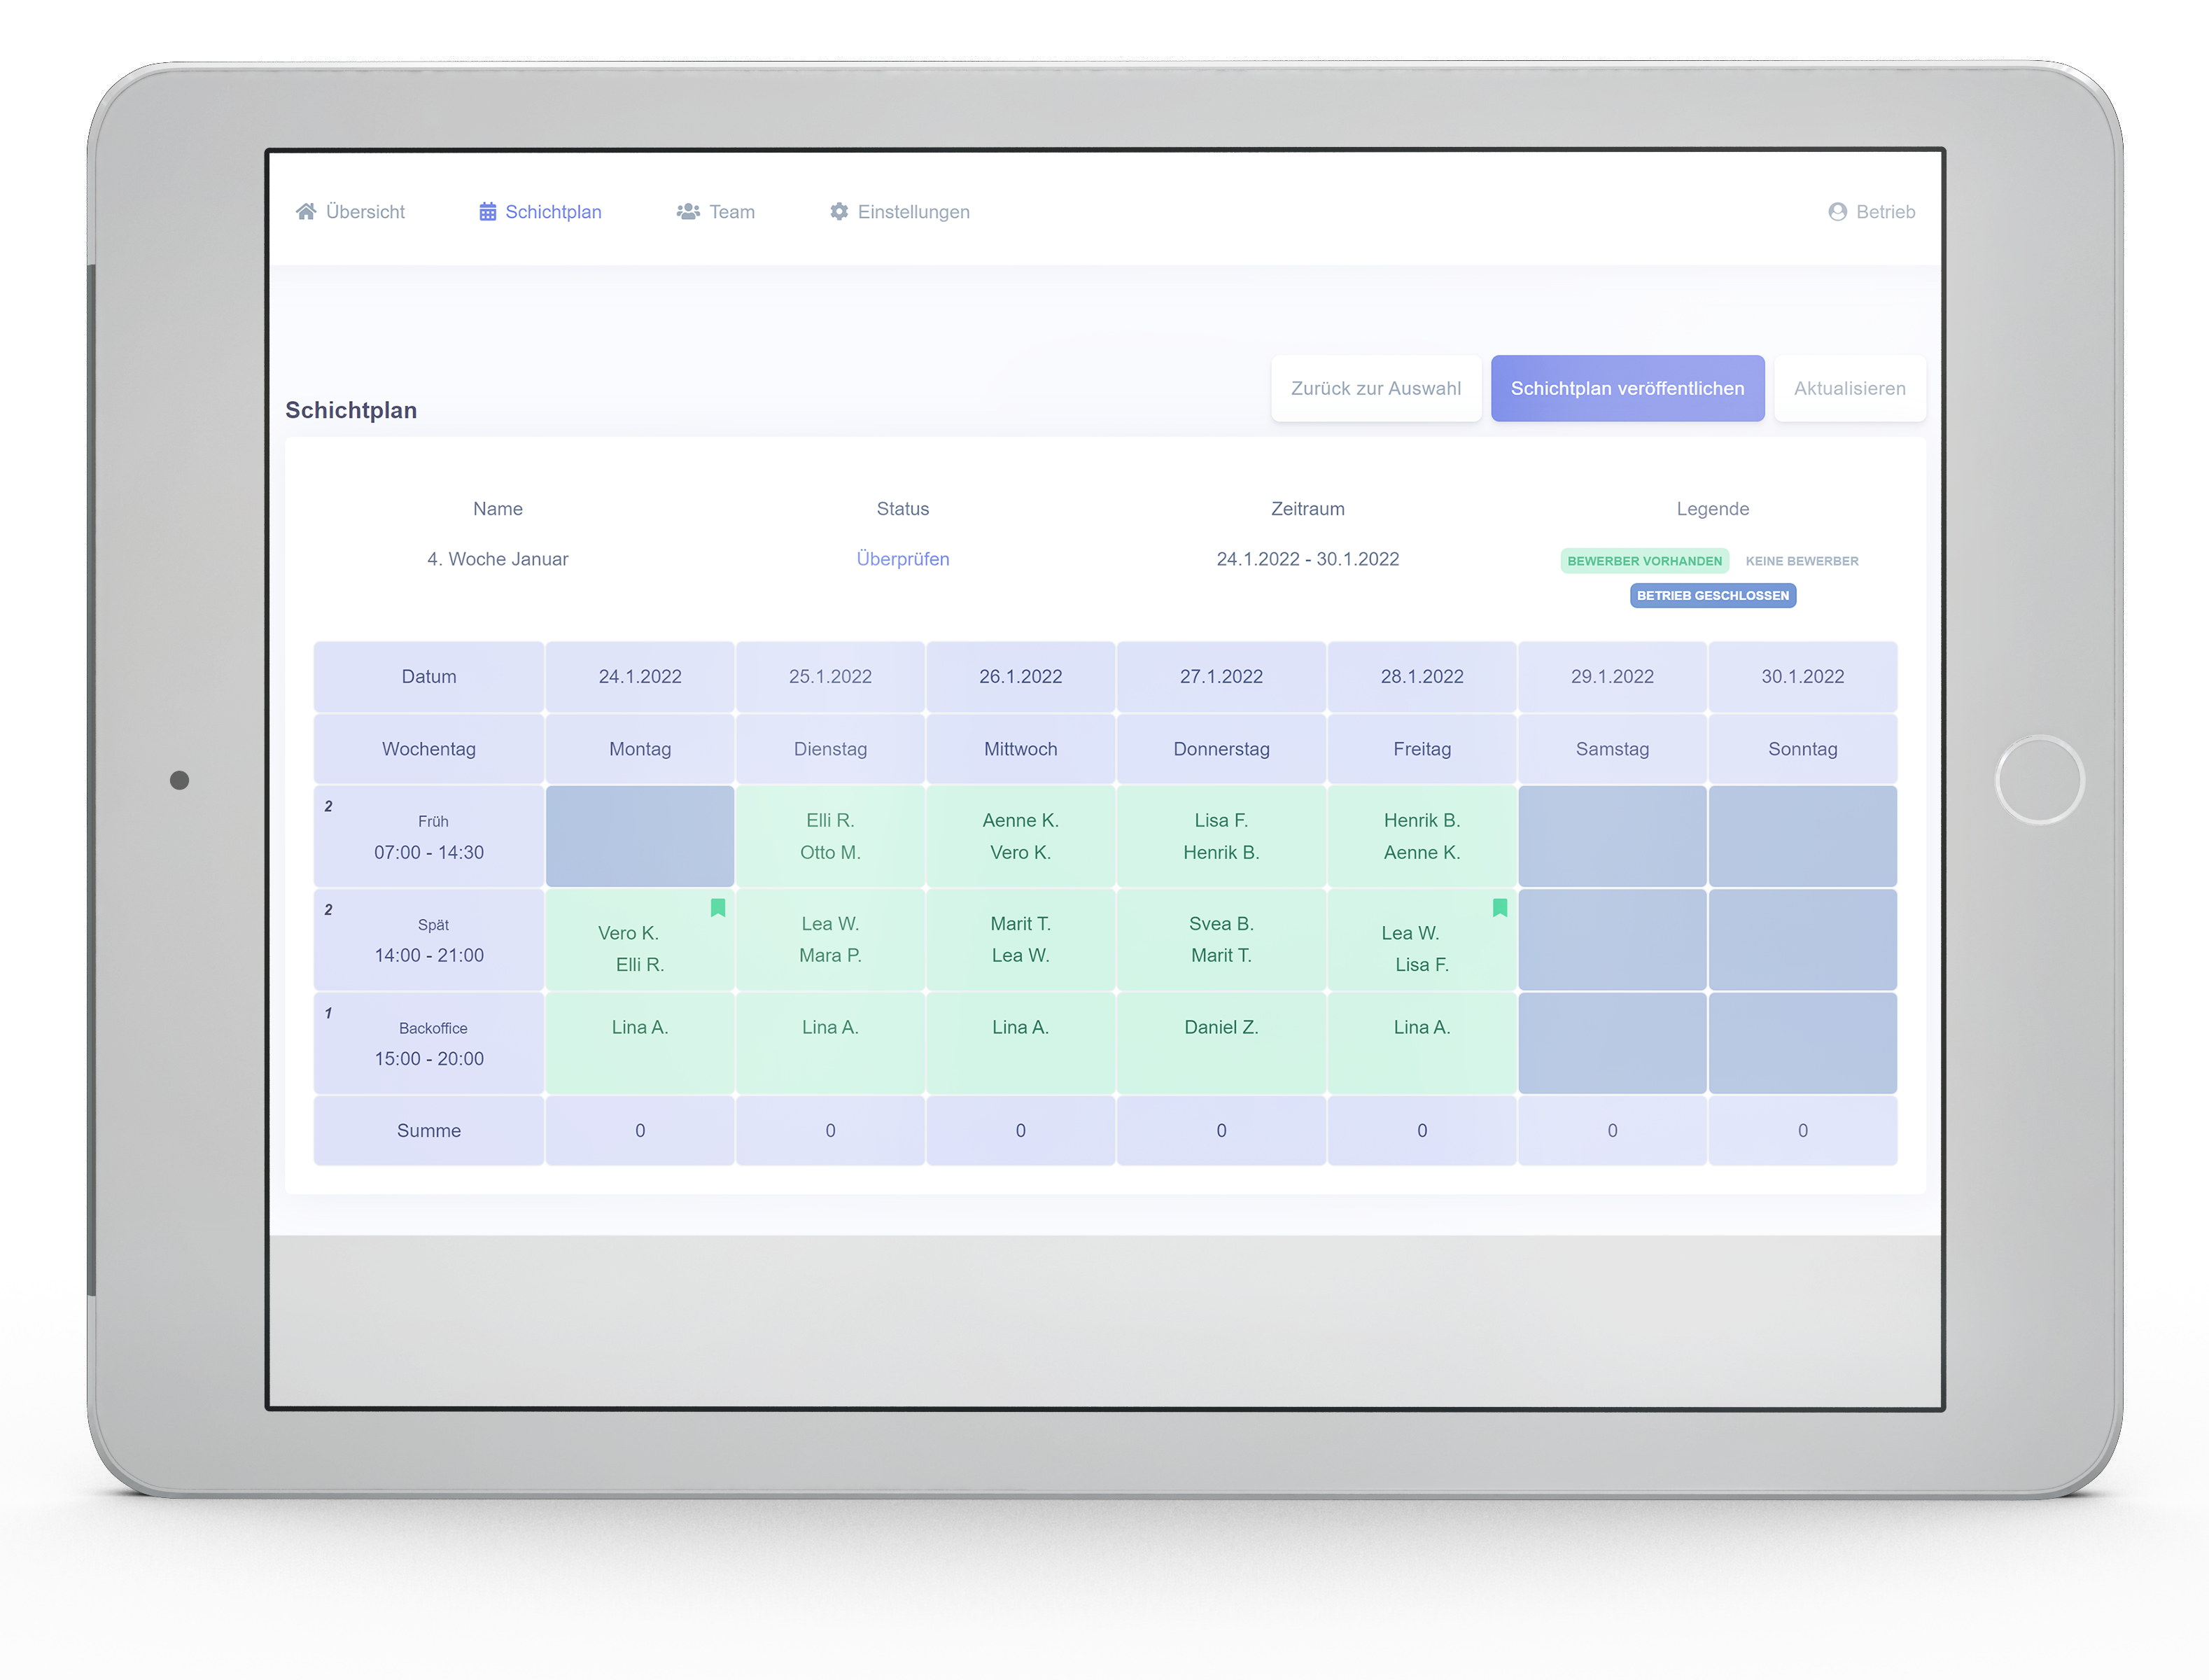 Übersicht Schichtplan Team Einstellungen Betrieb
Zurück zur Auswahl Schichtplan veröffentlichen Aktualisieren
Schichtplan
Name Status Zeitraum Legende
4. Woche Januar Überprüfen 24.1.2022 - 30.1.2022 BEWERBER VORHANDEN KEINE BEWERBER
BETRIEB GESCHLOSSEN
Datum 24.1.2022 25.1.2022 26.1.2022 27.1.2022 28.1.2022 29.1.2022 30.1.2022
Wochentag Montag Dienstag Mittwoch Donnerstag Freitag Samstag Sonntag
2
Früh Elli R. Aenne K. Lisa F. Henrik B.
07:00 - 14:30 Otto M. Vero K. Henrik B. Aenne K.
2
Spät Vero K. Lea W. Marit T. Svea B. Lea W.
14:00 - 21:00 Elli R. Mara P. Lea W. Marit T. Lisa F.
1
Backoffice Lina A. Lina A. Lina A. Daniel Z. Lina A.
15:00 - 20:00
Summe 0 0 0 0 0 0 0